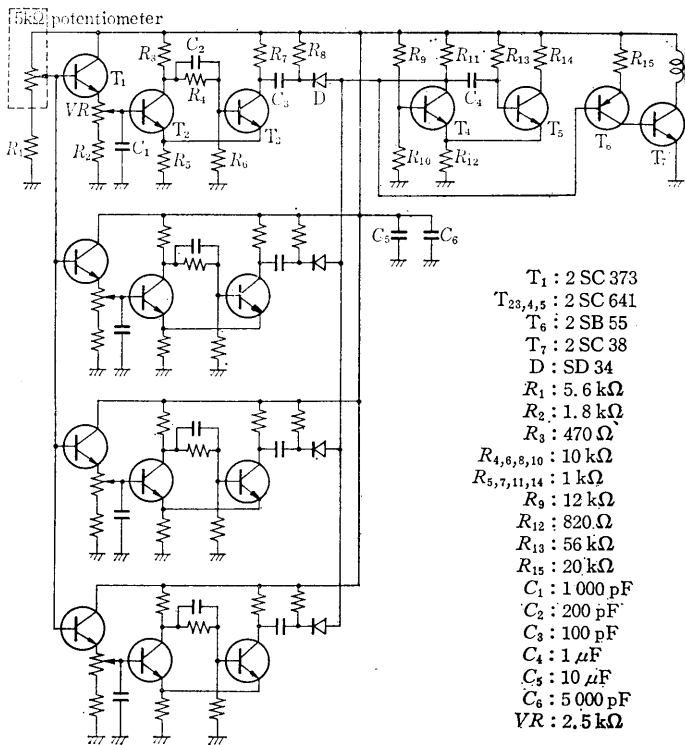 5kΩ potentiometer
R3 C2 R7 R8 R9 R11 R13 R14 R15
T1 R4 C3 D C4
VR T2 T3 T4 T5 T6 T7
R1 R2 C1 R5 R6 R10 R12
C5 C6
T1 : 2 SC 373
T23,4,5 : 2 SC 641
T6 : 2 SB 55
T7 : 2 SC 38
D : SD 34
R1 : 5.6 kΩ
R2 : 1.8 kΩ
R3 : 470 Ω
R4,6,8,10 : 10 kΩ
R5,7,11,14 : 1 kΩ
R9 : 12 kΩ
R12 : 820 Ω
R13 : 56 kΩ
R15 : 20 kΩ
C1 : 1 000 pF
C2 : 200 pF
C3 : 100 pF
C4 : 1 μF
C5 : 10 μF
C6 : 5 000 pF
VR : 2.5 kΩ